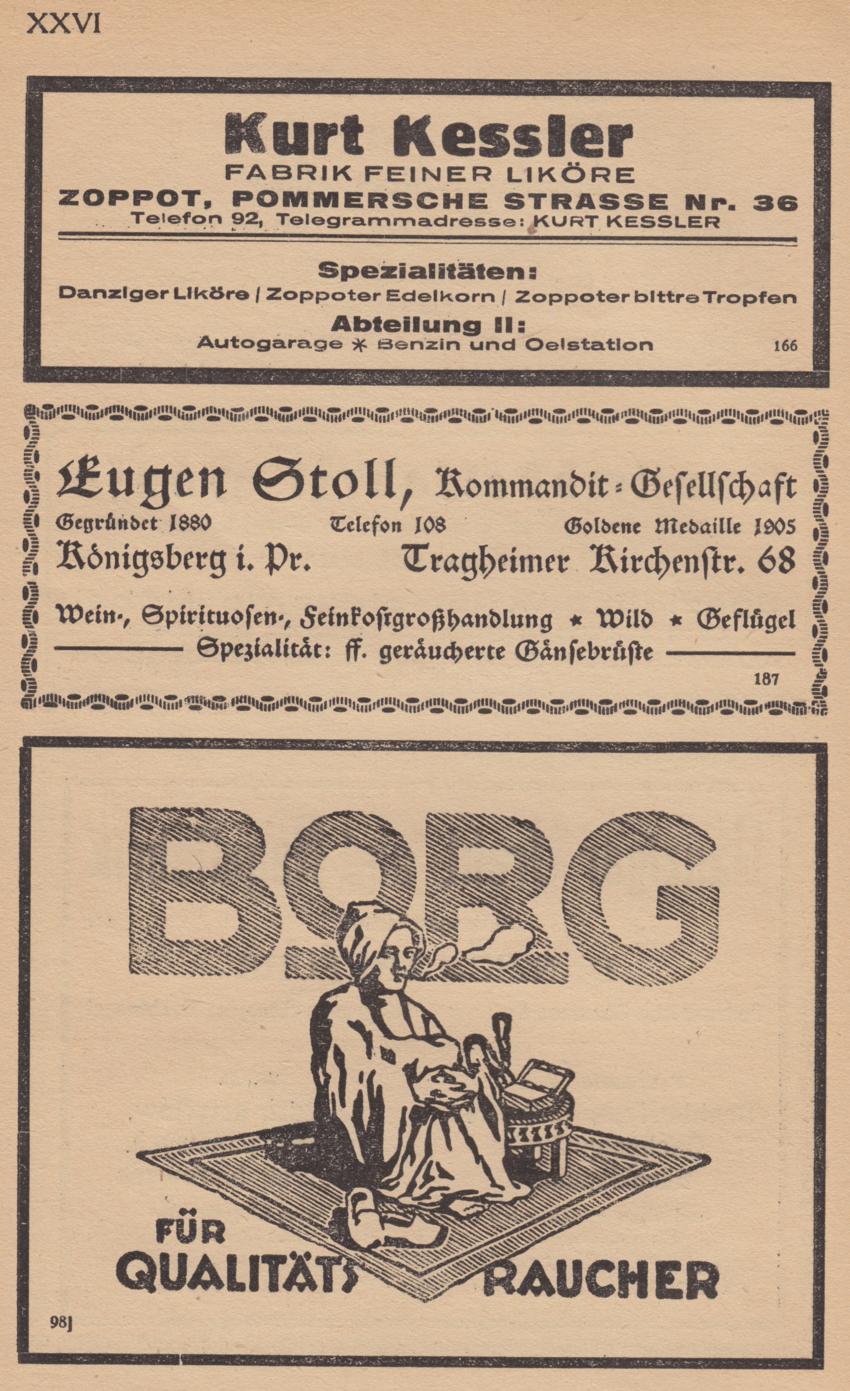 XXVI
Kurt Kessler
FABRIK FEINER LIKÖRE
ZOPPOT, POMMERSCHE STRASSE Nr. 36
Telefon 92, Telegrammadresse: KURT KESSLER
Spezialitäten:
Danziger Liköre / Zoppoter Edelkorn / Zoppoter bittre Tropfen
Abteilung II:
Autogarage * Benzin und Oelstation 166
Eugen Stoll, Kommandit-Gesellschaft
Gegründet 1880 Telefon 108 Goldene Medaille 1905
Königsberg i. Pr. Tragheimer Kirchenstr. 68
Wein-, Spirituosen-, Feinkostgroßhandlung * Wild * Geflügel
Spezialität: ff. geräucherte Gänsebrüste
187
BORG
FÜR
QUALITÄTS RAUCHER
98]